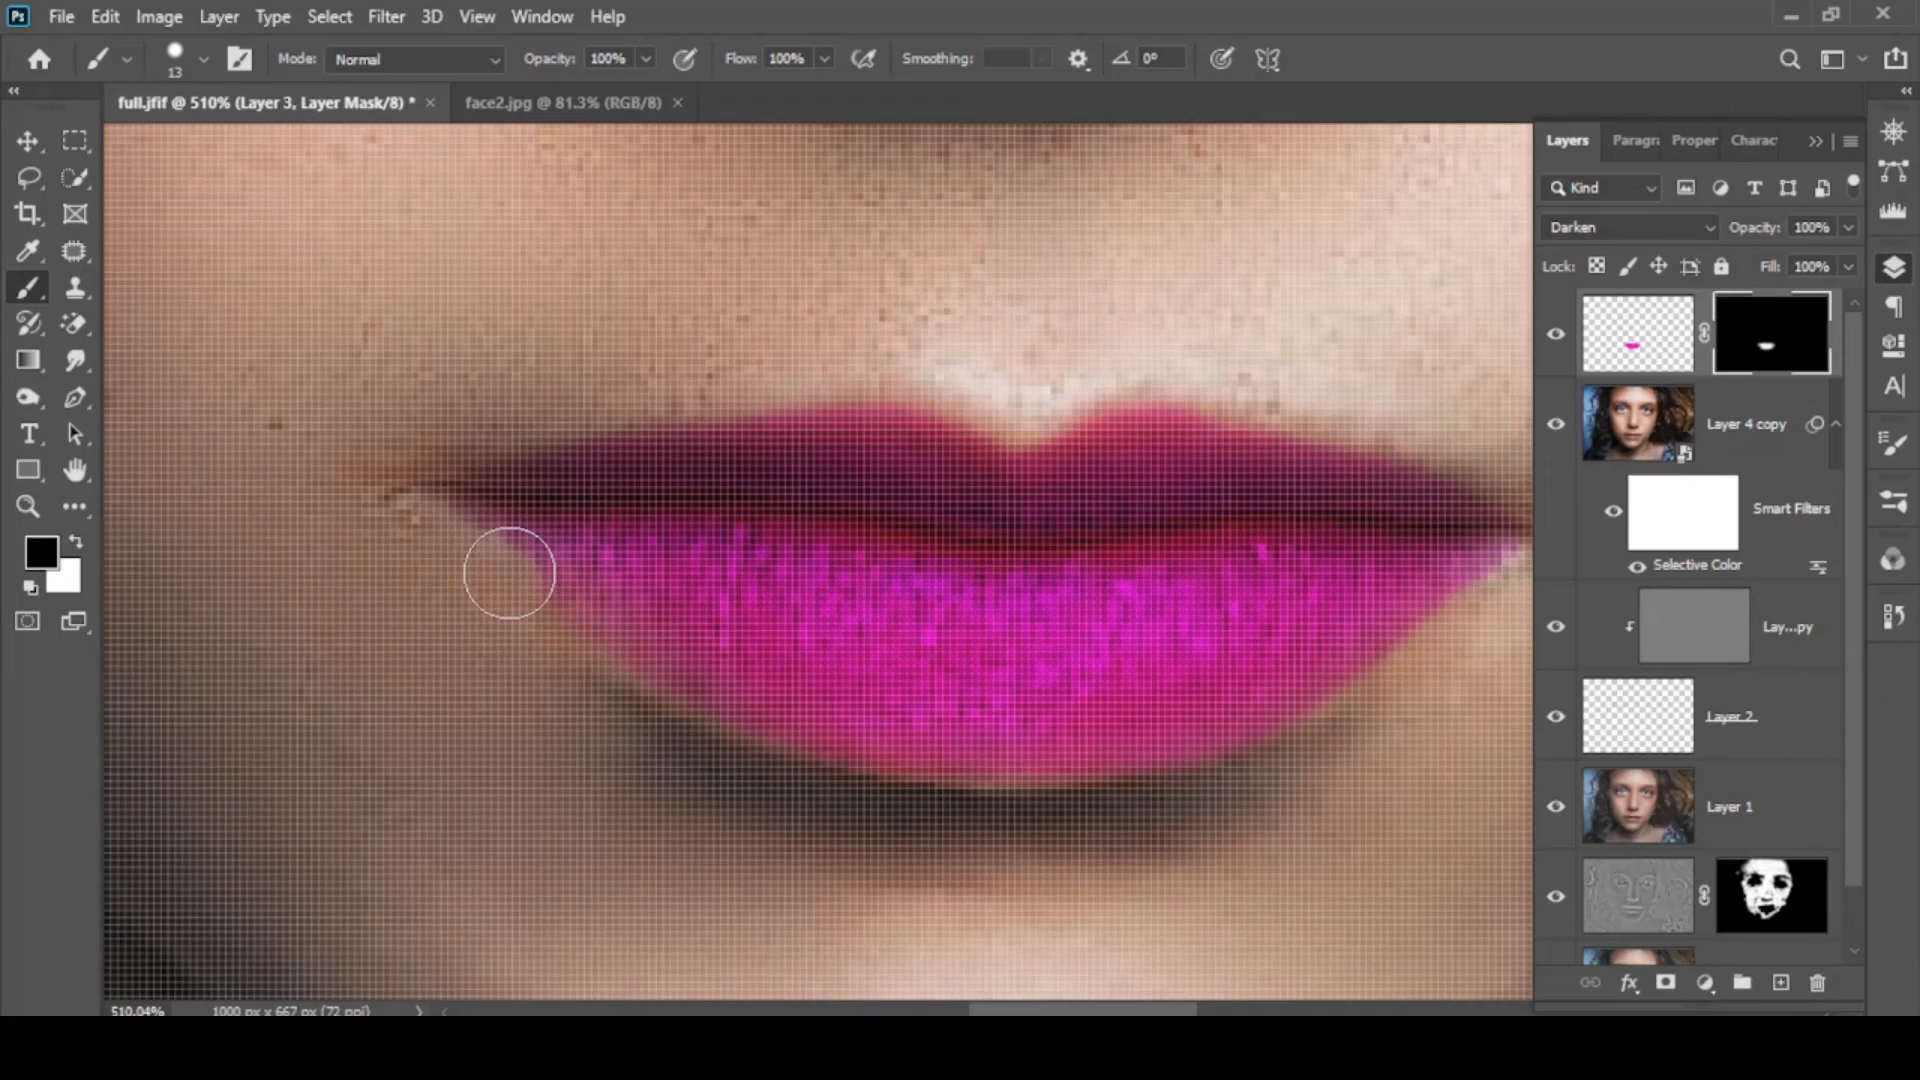 Ps File Edit Image Layer Type Select Filter 3D View Window Help
13 Mode: Normal Opacity: 100% Flow: 100% Smoothing: 0°
full.jfif @ 510% (Layer 3, Layer Mask/8) * × face2.jpg @ 81.3% (RGB/8) ×
Layers Paragr Proper Charac
Kind
Darken Opacity: 100%
Lock: Fill: 100%
Layer 4 copy
Smart Filters
Selective Color
Lay...py
Layer 2
Layer 1
510.04% 1000 px x 667 px (72 ppi)